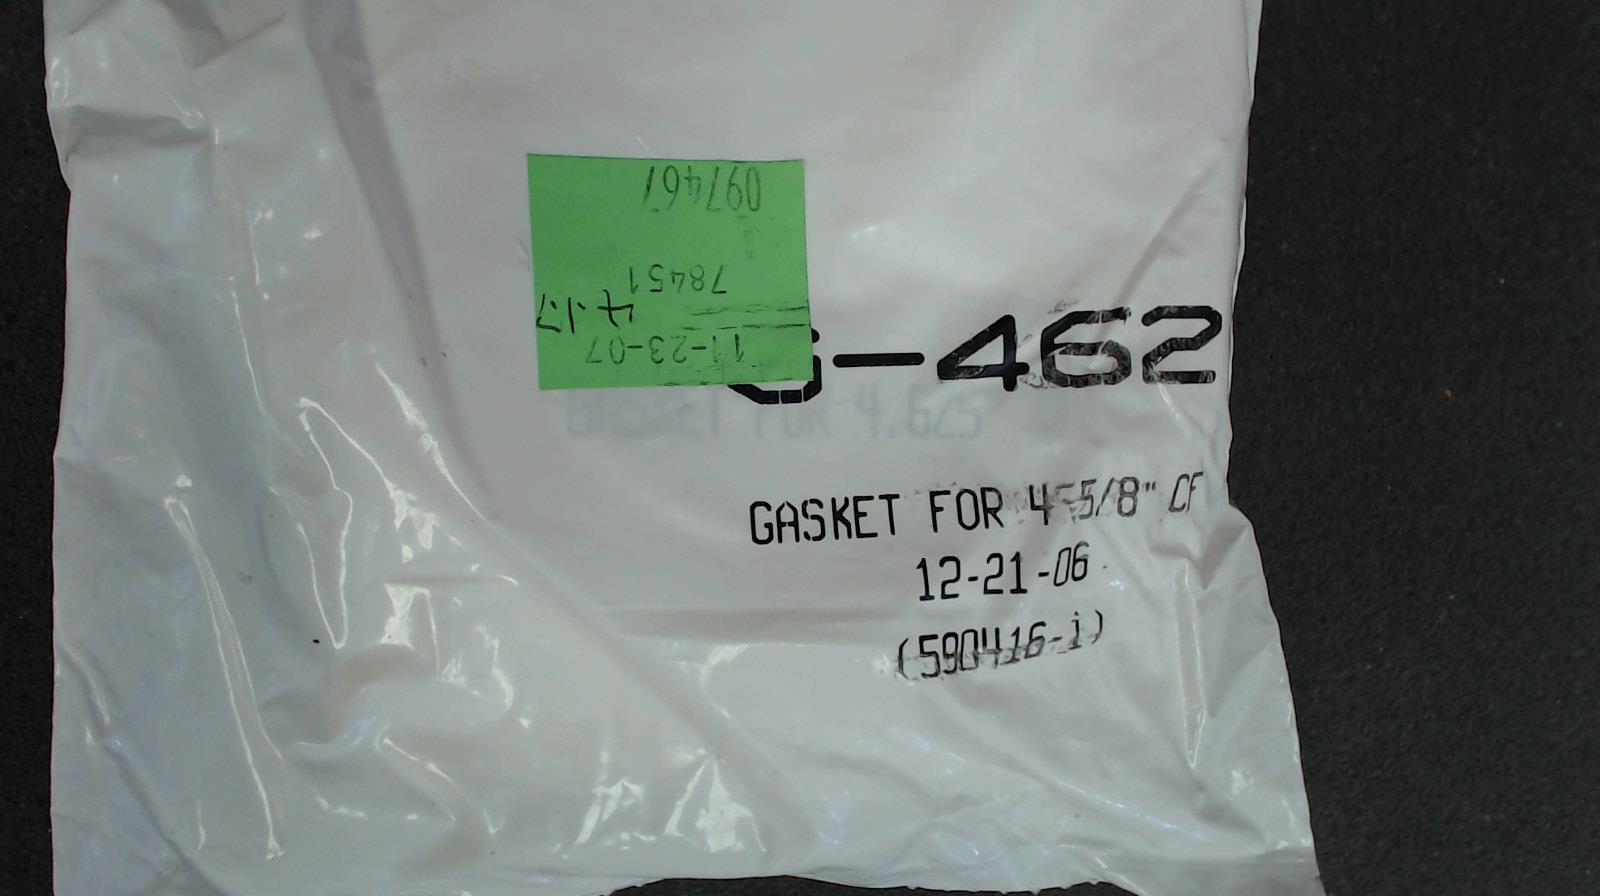 097467
78451
4.17
11-23-07
G-462
GASKET FOR 4.625
GASKET FOR 4-5/8" CF
12-21-06
(590416-i)